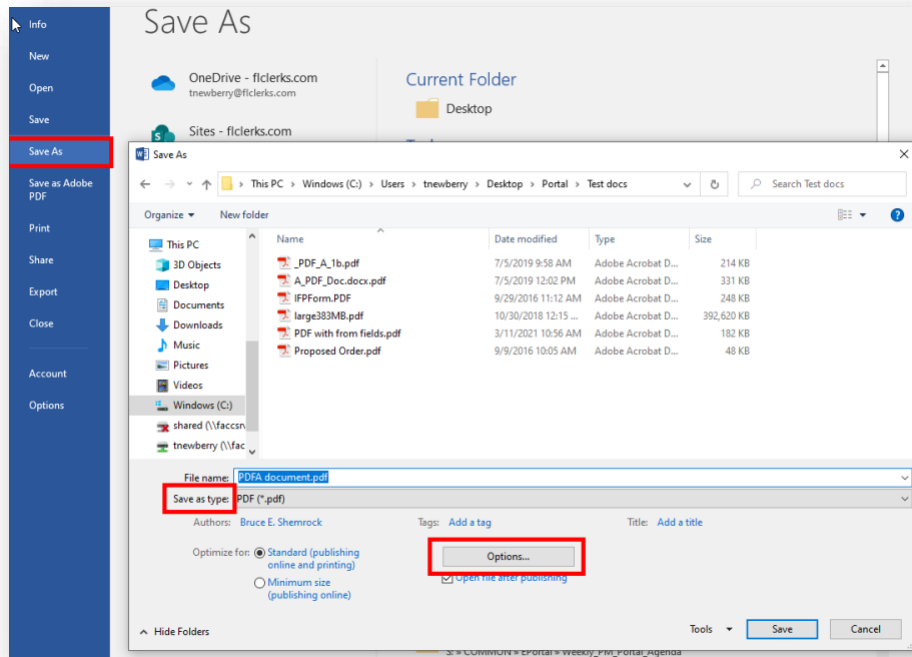 Info
New
Open
Save
Save As
Save as Adobe
PDF
Print
Share
Export
Close
Account
Options
Save As
OneDrive - flclerks.com
tnewberry@flclerks.com
Sites - flclerks.com
Current Folder
Desktop
Save As
This PC > Windows (C:) > Users > tnewberry > Desktop > Portal > Test docs
Search Test docs
Organize
New folder
This PC
3D Objects
Desktop
Documents
Downloads
Music
Pictures
Videos
Windows (C:)
shared (\\faccsrv
tnewberry (\\fac
Name Date modified Type Size
_PDF_A_1b.pdf 7/5/2019 9:58 AM Adobe Acrobat D... 214 KB
A_PDF_Doc.docx.pdf 7/5/2019 12:02 PM Adobe Acrobat D... 331 KB
IFPForm.PDF 9/29/2016 11:12 AM Adobe Acrobat D... 248 KB
large383MB.pdf 10/30/2018 12:15 ... Adobe Acrobat D... 392,620 KB
PDF with from fields.pdf 3/11/2021 10:56 AM Adobe Acrobat D... 182 KB
Proposed Order.pdf 9/9/2016 10:05 AM Adobe Acrobat D... 48 KB
File name: PDFA document.pdf
Save as type: PDF (*.pdf)
Authors: Bruce E. Shemrock
Tags: Add a tag
Title: Add a title
Optimize for: Standard (publishing
online and printing)
Minimum size
(publishing online)
Options...
Open file after publishing
Hide Folders
Tools
Save
Cancel
S: » COMMON » EPortal » Weekly_PM_Portal_Agenda